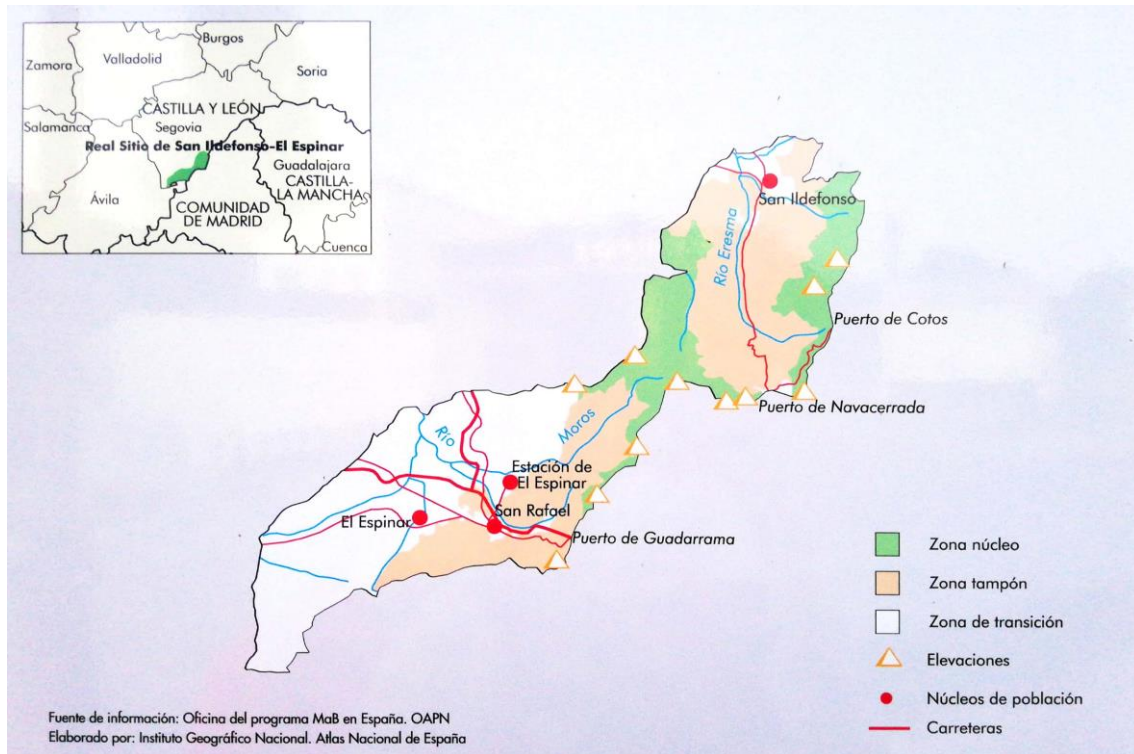 Burgos
Valladolid
Zamora
Soria
CASTILLA Y LEÓN
Salamanca
Segovia
Real Sitio de San Ildefonso-El Espinar
Guadalajara
CASTILLA-
LA MANCHA
Ávila
COMUNIDAD
DE MADRID
Cuenca
San Ildefonso
Río Eresma
Puerto de Cotos
Puerto de Navacerrada
Río
Moros
Estación de
El Espinar
San Rafael
El Espinar
Puerto de Guadarrama
Zona núcleo
Zona tampón
Zona de transición
Elevaciones
Núcleos de población
Carreteras
Fuente de información: Oficina del programa MaB en España. OAPN
Elaborado por: Instituto Geográfico Nacional. Atlas Nacional de España